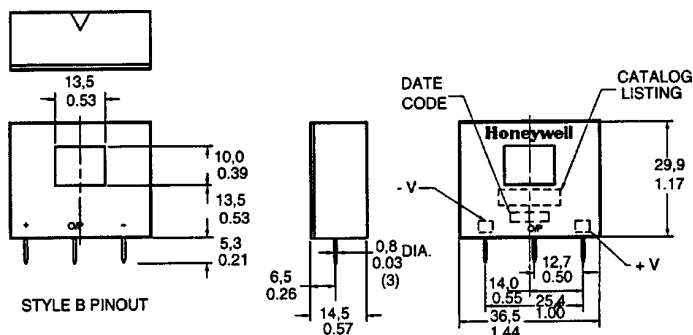 13,5
0.53
10,0
0.39
13,5
0.53
5,3
0.21
+ O/P -
STYLE B PINOUT
6,5
0.26
14,5
0.57
0,8 DIA.
0.03
(3)
DATE CODE
CATALOG LISTING
Honeywell
29,9
1.17
- V
O/P
+ V
12,7
0.50
14,0
0.55
25,4
1.00
36,5
1.44